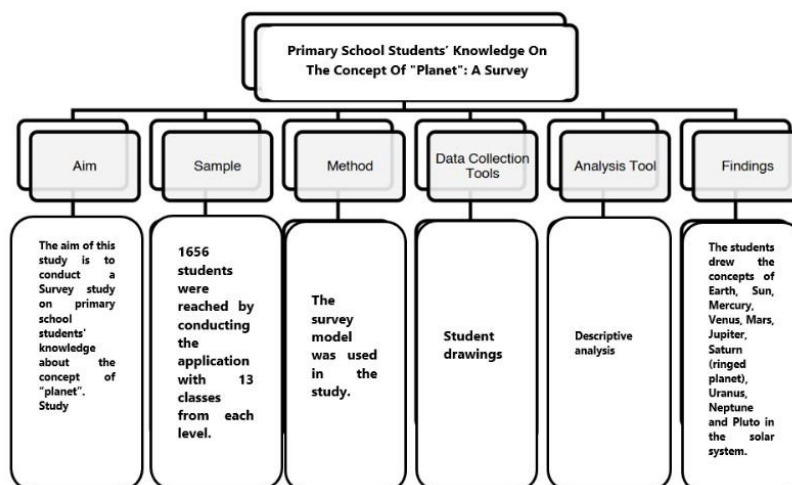 Primary School Students’ Knowledge On
The Concept Of "Planet": A Survey
Aim
Sample
Method
Data Collection
Tools
Analysis Tool
Findings
The aim of this
study is to
conduct a
Survey study
on primary
school
students'
knowledge
about the
concept of
"planet".
Study
1656
students
were
reached by
conducting
the
application
with 13
classes
from each
level.
The
survey
model
was used
in the
study.
Student
drawings
Descriptive
analysis
The students
drew the
concepts of
Earth, Sun,
Mercury,
Venus, Mars,
Jupiter,
Saturn
(ringed
planet),
Uranus,
Neptune
and Pluto in
the solar
system.